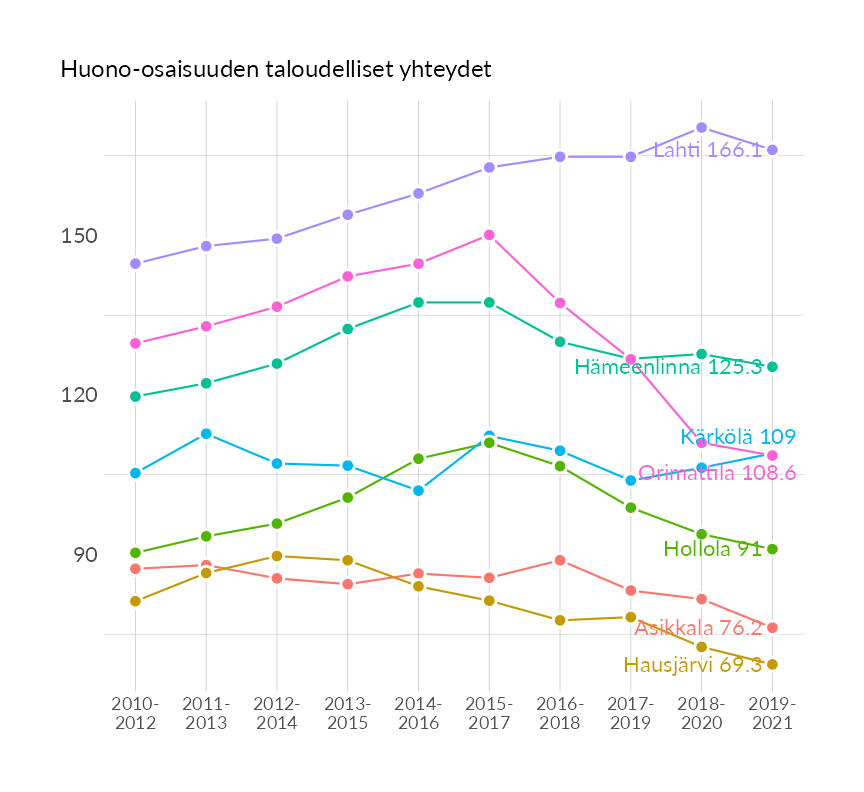 Huono-osaisuuden taloudelliset yhteydet
Lahti 166.1
150
Hämeenlinna 125.3
120
Kärkölä 109
Orimattila 108.6
Hollola 91
90
Asikkala 76.2
Hausjärvi 69.3
2010- 2011- 2012- 2013- 2014- 2015- 2016- 2017- 2018- 2019-
2012 2013 2014 2015 2016 2017 2018 2019 2020 2021